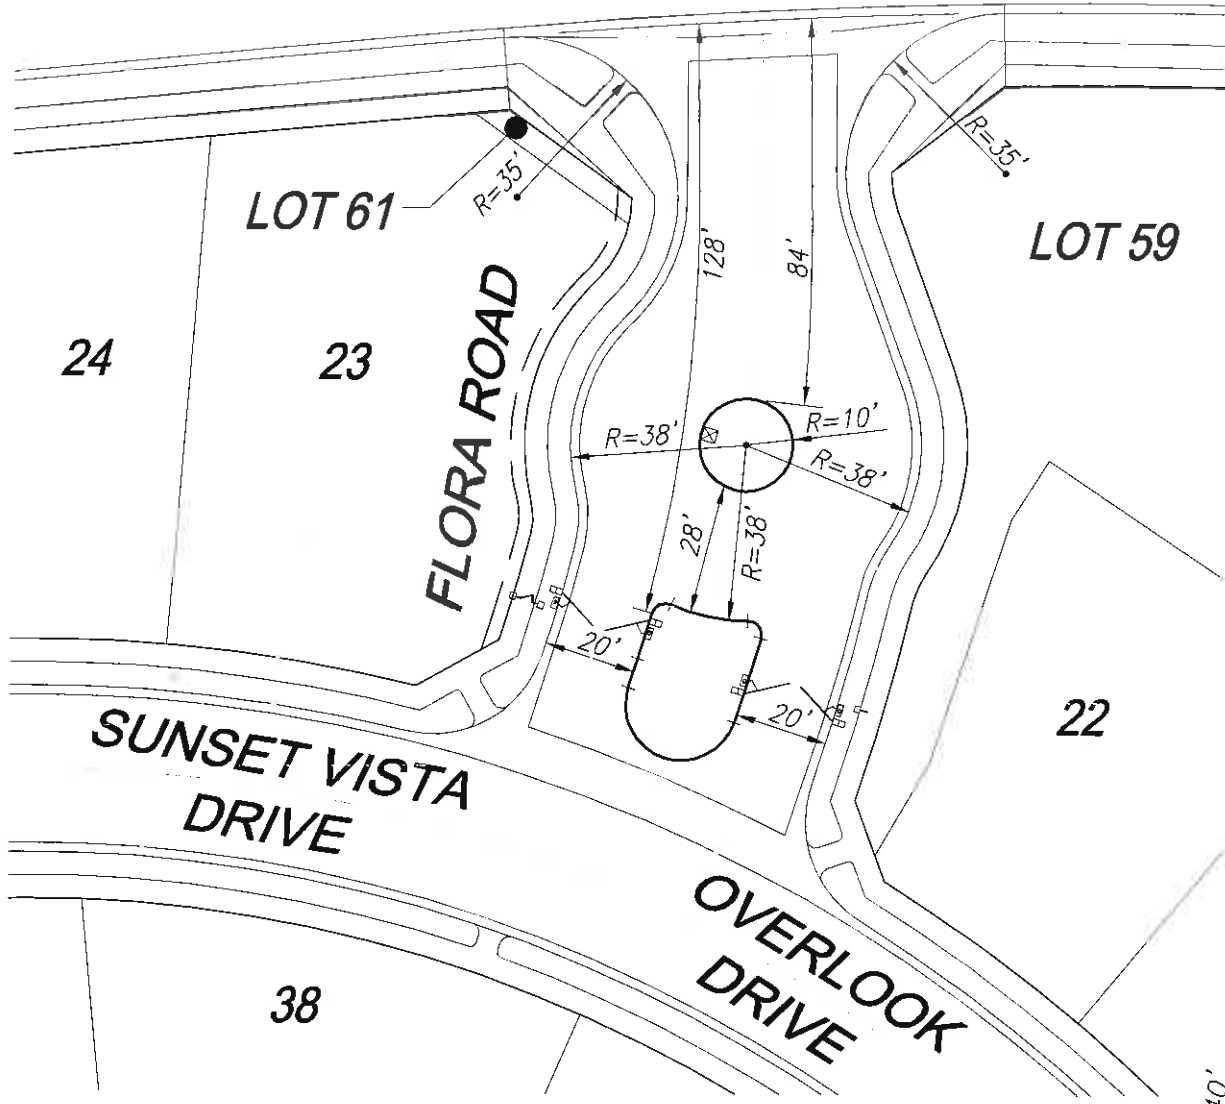 R=35'
R=35'
LOT 61
LOT 59
128'
84'
24
23
FLORA ROAD
R=10'
R=38'
R=38'
28'
R=38'
20'
20'
22
SUNSET VISTA
DRIVE
OVERLOOK
DRIVE
38